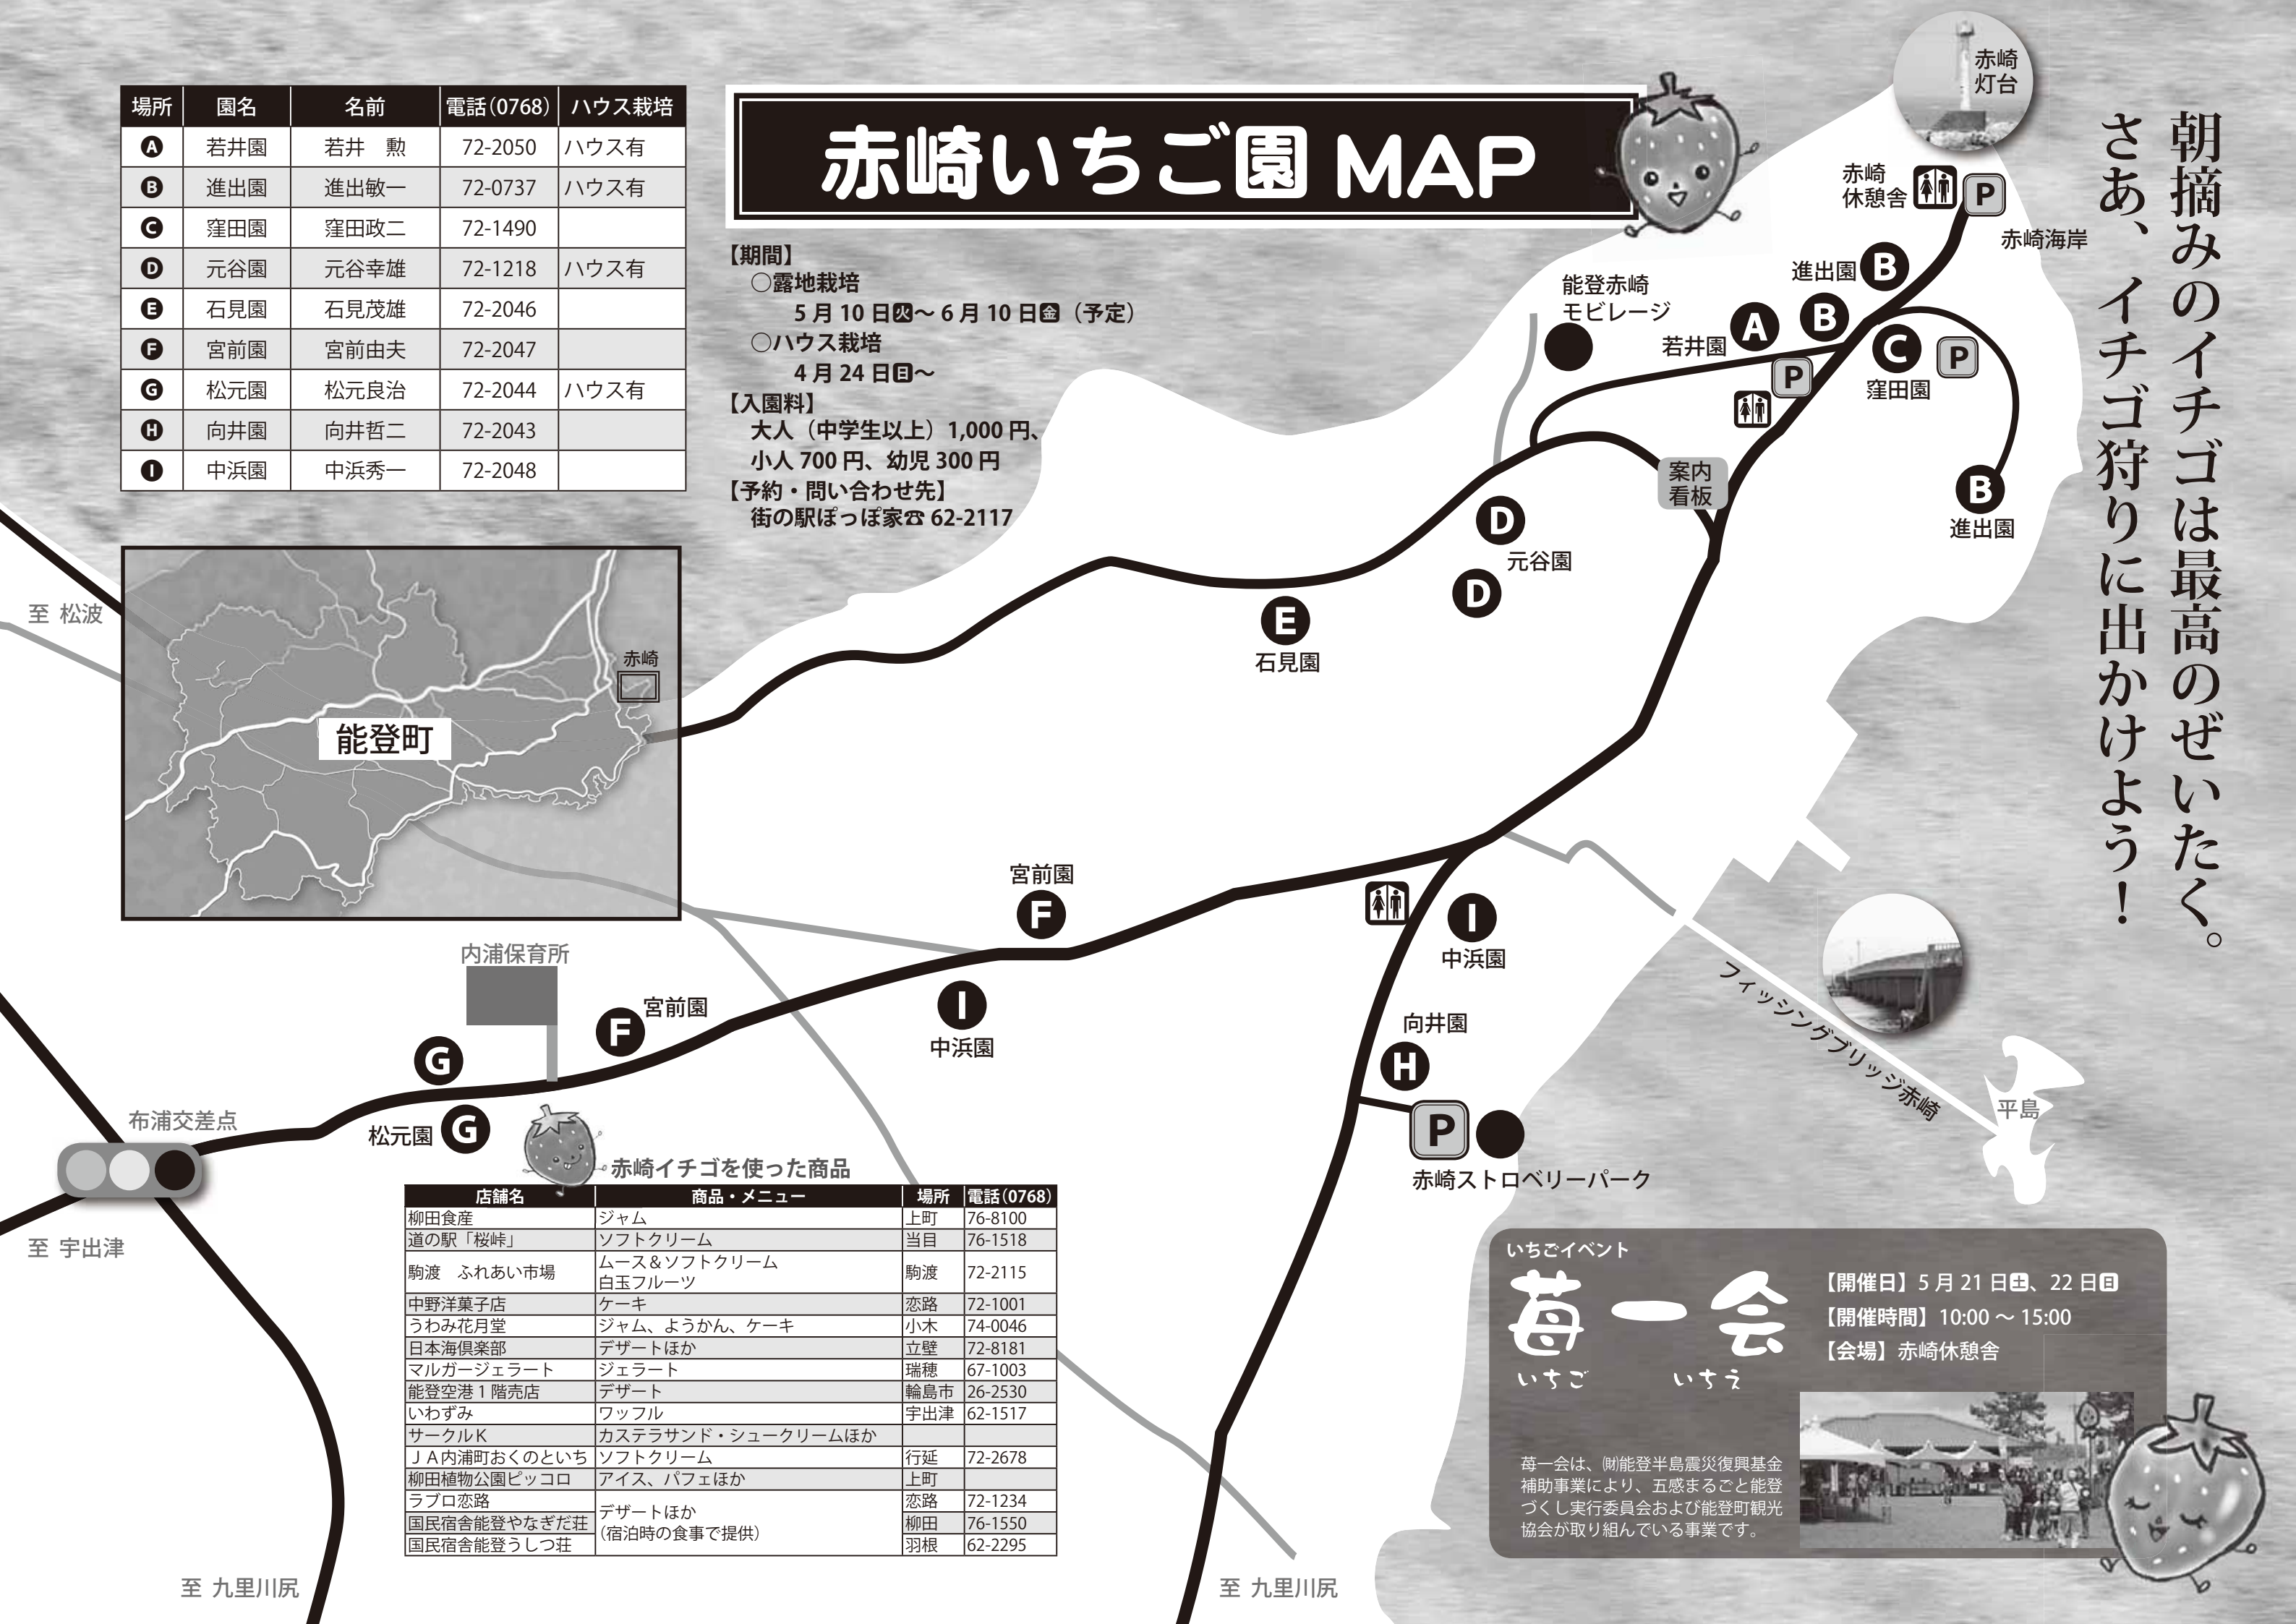 赤崎いちご園 MAP
朝摘みのイチゴは最高のぜいたく。
さあ、イチゴ狩りに出かけよう！
場所 園名 名前 電話（0768） ハウス栽培
A 若井園 若井　勲 72-2050 ハウス有
B 進出園 進出敏一 72-0737 ハウス有
C 窪田園 窪田政二 72-1490
D 元谷園 元谷幸雄 72-1218 ハウス有
E 石見園 石見茂雄 72-2046
F 宮前園 宮前由夫 72-2047
G 松元園 松元良治 72-2044 ハウス有
H 向井園 向井哲二 72-2043
I 中浜園 中浜秀一 72-2048
【期間】
○露地栽培
5 月 10 日火～ 6 月 10 日金（予定）
○ハウス栽培
4 月 24 日日～
【入園料】
大人（中学生以上）1,000 円、
小人 700 円、幼児 300 円
【予約・問い合わせ先】
街の駅ぽっぽ家☎ 62-2117
赤崎
灯台
赤崎
休憩舎
P
赤崎海岸
進出園 B
B
能登赤崎
モビレージ
若井園 A
P
C
窪田園
P
案内
看板
B
進出園
D
元谷園
D
E
石見園
至 松波
赤崎
能登町
宮前園
F
I
中浜園
内浦保育所
F 宮前園
I
中浜園
G
松元園 G
布浦交差点
向井園
H
P
赤崎ストロベリーパーク
フィッシングブリッジ赤崎
平島
至 宇出津
至 九里川尻
至 九里川尻
赤崎イチゴを使った商品
店舗名 商品・メニュー 場所 電話（0768）
柳田食産 ジャム 上町 76-8100
道の駅「桜峠」 ソフトクリーム 当目 76-1518
駒渡　ふれあい市場 ムース＆ソフトクリーム
白玉フルーツ 駒渡 72-2115
中野洋菓子店 ケーキ 恋路 72-1001
うわみ花月堂 ジャム、ようかん、ケーキ 小木 74-0046
日本海倶楽部 デザートほか 立壁 72-8181
マルガージェラート ジェラート 瑞穂 67-1003
能登空港 1 階売店 デザート 輪島市 26-2530
いわずみ ワッフル 宇出津 62-1517
サークルＫ カステラサンド・シュークリームほか
ＪＡ内浦町おくのといち ソフトクリーム 行延 72-2678
柳田植物公園ピッコロ アイス、パフェほか 上町
ラブロ恋路 デザートほか 恋路 72-1234
国民宿舎能登やなぎだ荘 （宿泊時の食事で提供） 柳田 76-1550
国民宿舎能登うしつ荘 羽根 62-2295
いちごイベント
苺一会
いちご いちえ
【開催日】5 月 21 日土、22 日日
【開催時間】10:00 ～ 15:00
【会場】赤崎休憩舎
苺一会は、㈶能登半島震災復興基金
補助事業により、五感まるごと能登
づくし実行委員会および能登町観光
協会が取り組んでいる事業です。